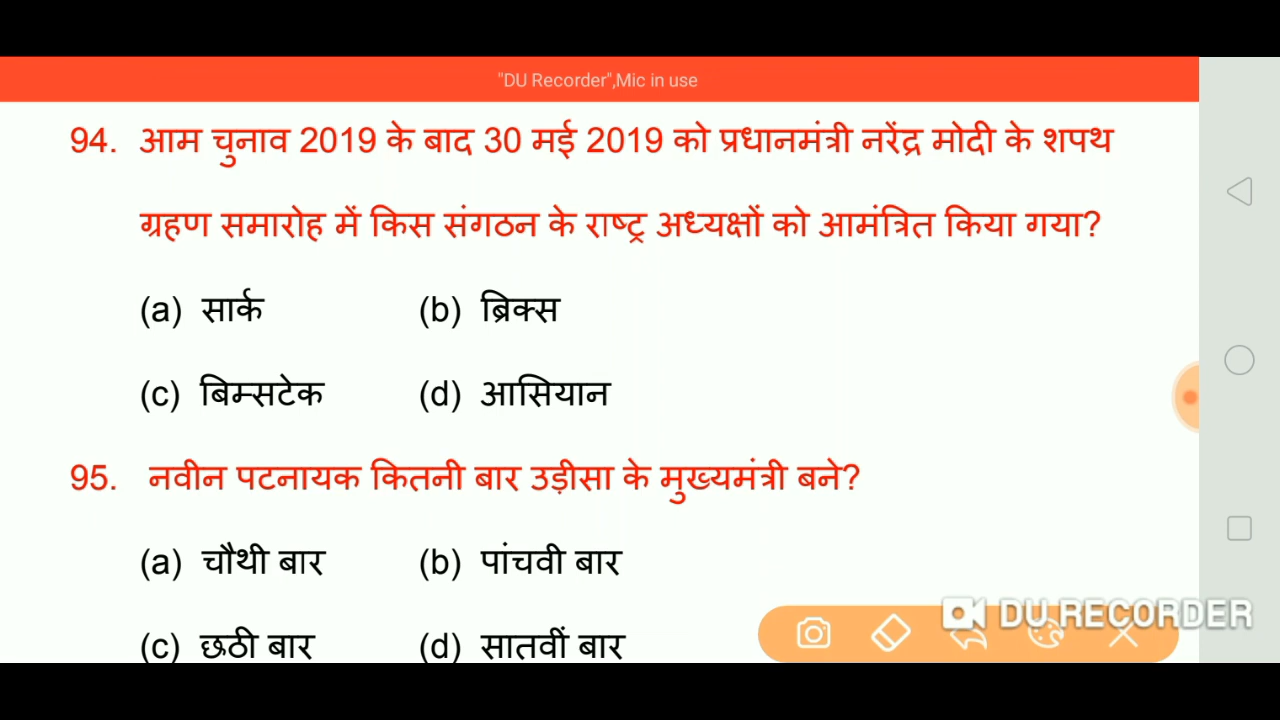 "DU Recorder",Mic in use
94. आम चुनाव 2019 के बाद 30 मई 2019 को प्रधानमंत्री नरेंद्र मोदी के शपथ
ग्रहण समारोह में किस संगठन के राष्ट्र अध्यक्षों को आमंत्रित किया गया?
(a) सार्क (b) ब्रिक्स
(c) बिम्सटेक (d) आसियान
95. नवीन पटनायक कितनी बार उड़ीसा के मुख्यमंत्री बने?
(a) चौथी बार (b) पांचवी बार
(c) छठी बार (d) सातवीं बार
DU RECORDER